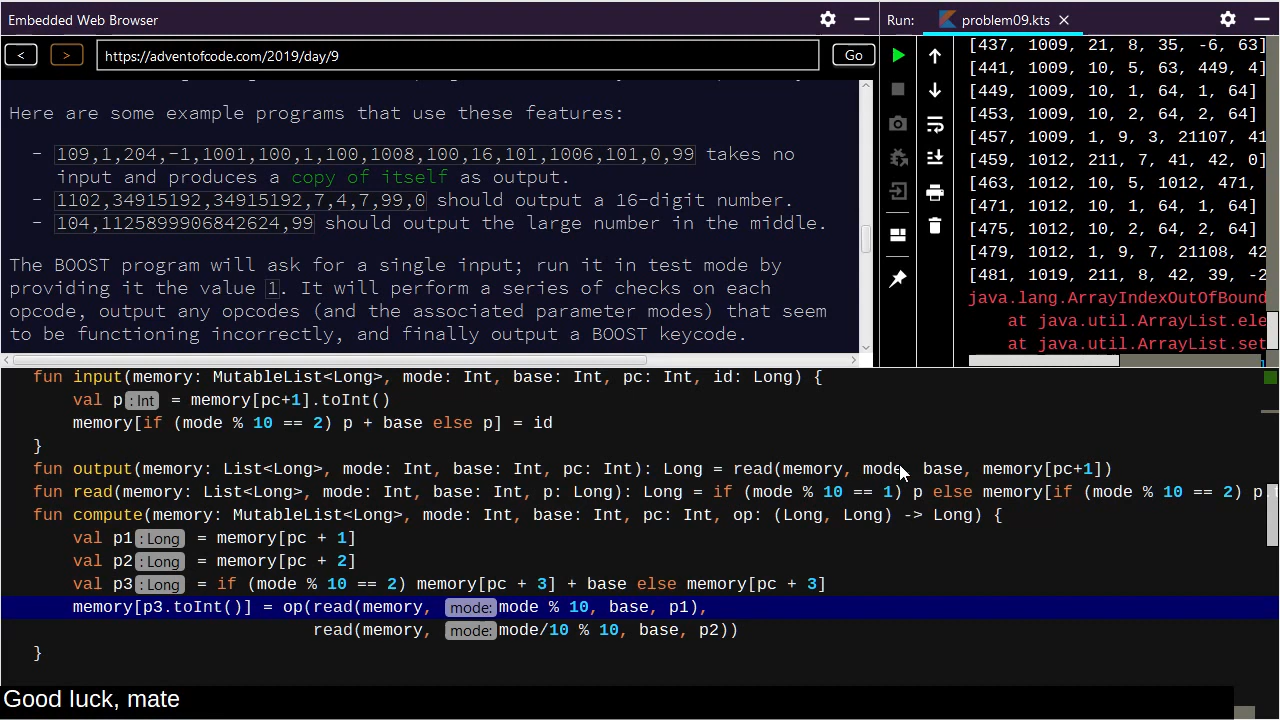 Embedded Web Browser
<
>
https://adventofcode.com/2019/day/9
Go
Here are some example programs that use these features:
- 109,1,204,-1,1001,100,1,100,1008,100,16,101,1006,101,0,99 takes no
input and produces a copy of itself as output.
- 1102,34915192,34915192,7,4,7,99,0 should output a 16-digit number.
- 104,1125899906842624,99 should output the large number in the middle.
The BOOST program will ask for a single input; run it in test mode by
providing it the value 1. It will perform a series of checks on each
opcode, output any opcodes (and the associated parameter modes) that seem
to be functioning incorrectly, and finally output a BOOST keycode.
Run: problem09.kts
[437, 1009, 21, 8, 35, -6, 63]
[441, 1009, 10, 5, 63, 449, 4]
[449, 1009, 10, 1, 64, 1, 64]
[453, 1009, 10, 2, 64, 2, 64]
[457, 1009, 1, 9, 3, 21107, 41
[459, 1012, 211, 7, 41, 42, 0]
[463, 1012, 10, 5, 1012, 471,
[471, 1012, 10, 1, 64, 1, 64]
[475, 1012, 10, 2, 64, 2, 64]
[479, 1012, 1, 9, 7, 21108, 42
[481, 1019, 211, 8, 42, 39, -2
java.lang.ArrayIndexOutOfBound
at java.util.ArrayList.ele
at java.util.ArrayList.set
fun input(memory: MutableList<Long>, mode: Int, base: Int, pc: Int, id: Long) {
val p :Int = memory[pc+1].toInt()
memory[if (mode % 10 == 2) p + base else p] = id
}
fun output(memory: List<Long>, mode: Int, base: Int, pc: Int): Long = read(memory, mode, base, memory[pc+1])
fun read(memory: List<Long>, mode: Int, base: Int, p: Long): Long = if (mode % 10 == 1) p else memory[if (mode % 10 == 2) p
fun compute(memory: MutableList<Long>, mode: Int, base: Int, pc: Int, op: (Long, Long) -> Long) {
val p1 :Long = memory[pc + 1]
val p2 :Long = memory[pc + 2]
val p3 :Long = if (mode % 10 == 2) memory[pc + 3] + base else memory[pc + 3]
memory[p3.toInt()] = op(read(memory, mode: mode % 10, base, p1),
read(memory, mode: mode/10 % 10, base, p2))
}
Good luck, mate